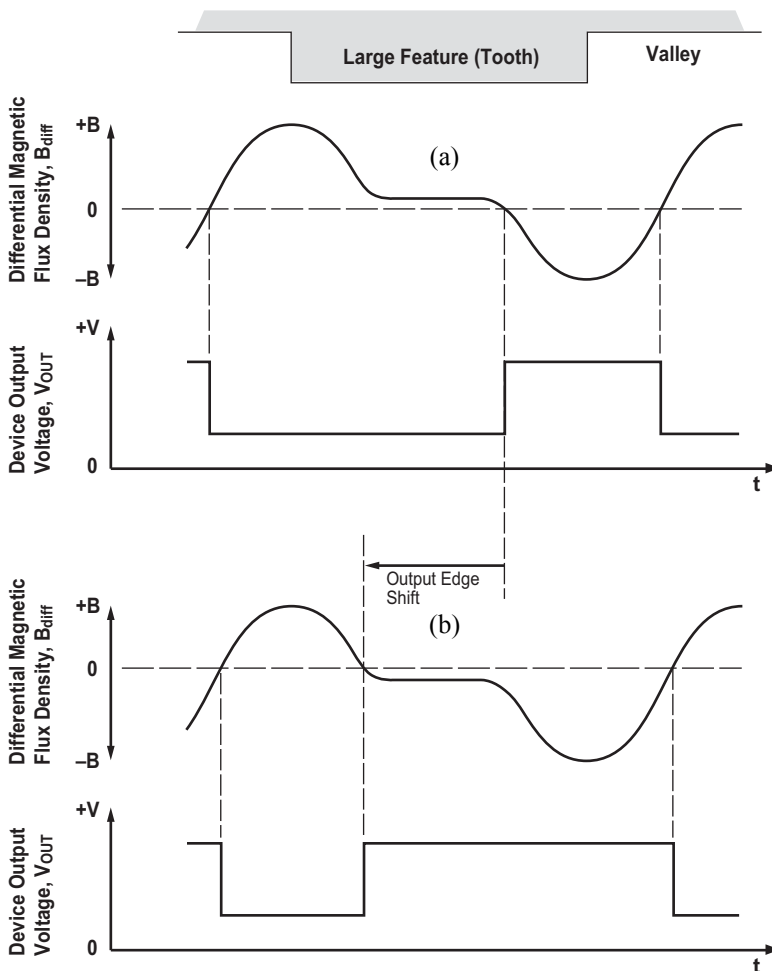 Large Feature (Tooth)
Valley
Differential Magnetic
Flux Density, Bdiff
+B
0
–B
(a)
Device Output
Voltage, VOUT
+V
0
t
Output Edge
Shift
Differential Magnetic
Flux Density, Bdiff
+B
0
–B
(b)
Device Output
Voltage, VOUT
+V
0
t